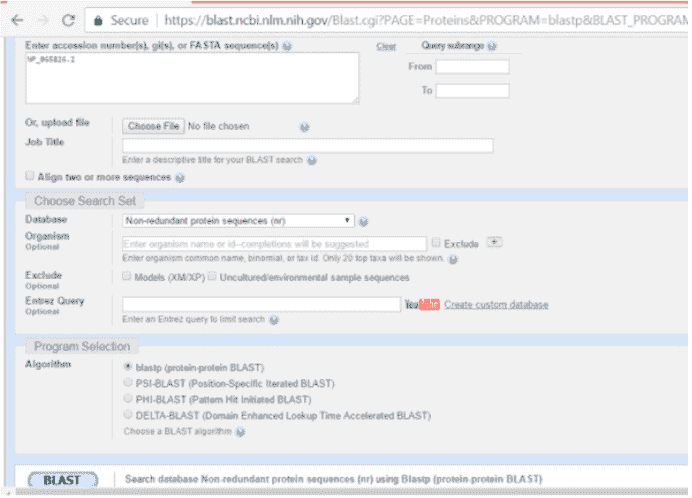 Secure https://blast.ncbi.nlm.nih.gov/Blast.cgi?PAGE=Proteins&PROGRAM=blastp&BLAST_PROGRAM
Enter accession number(s), gi(s), or FASTA sequence(s) Clear Query subrange
NP_065826.2
From
To
Or, upload file Choose File No file chosen
Job Title
Enter a descriptive title for your BLAST search
Align two or more sequences
Choose Search Set
Database Non-redundant protein sequences (nr)
Organism
Optional Enter organism name or id--completions will be suggested Exclude +
Enter organism common name, binomial, or tax id. Only 20 top taxa will be shown.
Exclude Models (XM/XP) Uncultured/environmental sample sequences
Optional
Entrez Query Create custom database
Optional Enter an Entrez query to limit search
Program Selection
Algorithm blastp (protein-protein BLAST)
PSI-BLAST (Position-Specific Iterated BLAST)
PHI-BLAST (Pattern Hit Initiated BLAST)
DELTA-BLAST (Domain Enhanced Lookup Time Accelerated BLAST)
Choose a BLAST algorithm
BLAST Search database Non-redundant protein sequences (nr) using Blastp (protein-protein BLAST)